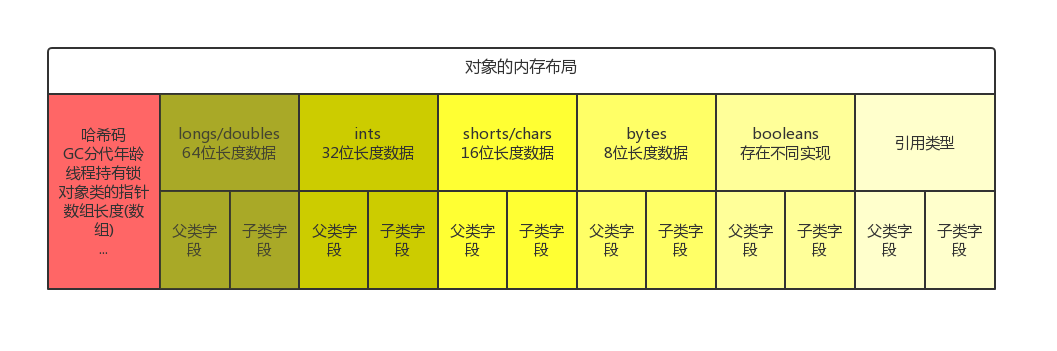 对象的内存布局
哈希码
GC分代年龄
线程持有锁
对象类的指针
数组长度(数
组)
...
longs/doubles
64位长度数据
ints
32位长度数据
shorts/chars
16位长度数据
bytes
8位长度数据
booleans
存在不同实现
引用类型
父类字
段
子类字
段
父类字
段
子类字
段
父类字
段
子类字
段
父类字
段
子类字
段
父类字
段
子类字
段
父类字
段
子类字
段